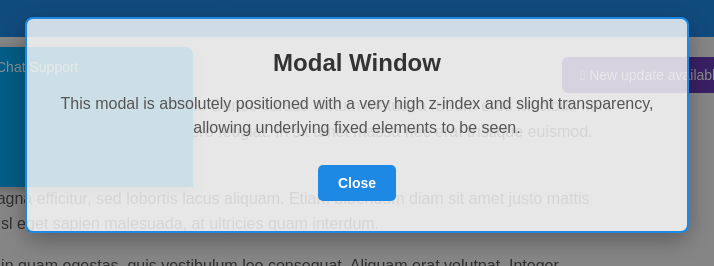 Modal Window
Chat Support
New update availabl
This modal is absolutely positioned with a very high z-index and slight transparency,
allowing underlying fixed elements to be seen.
Close
agna efficitur, sed lobortis lacus aliquam. Etiam bibendum diam sit amet justo mattis
sl eget sapien malesuada, at ultricies quam interdum.
in quam egestas, quis vestibulum leo consequat. Aliquam erat volutpat. Integer